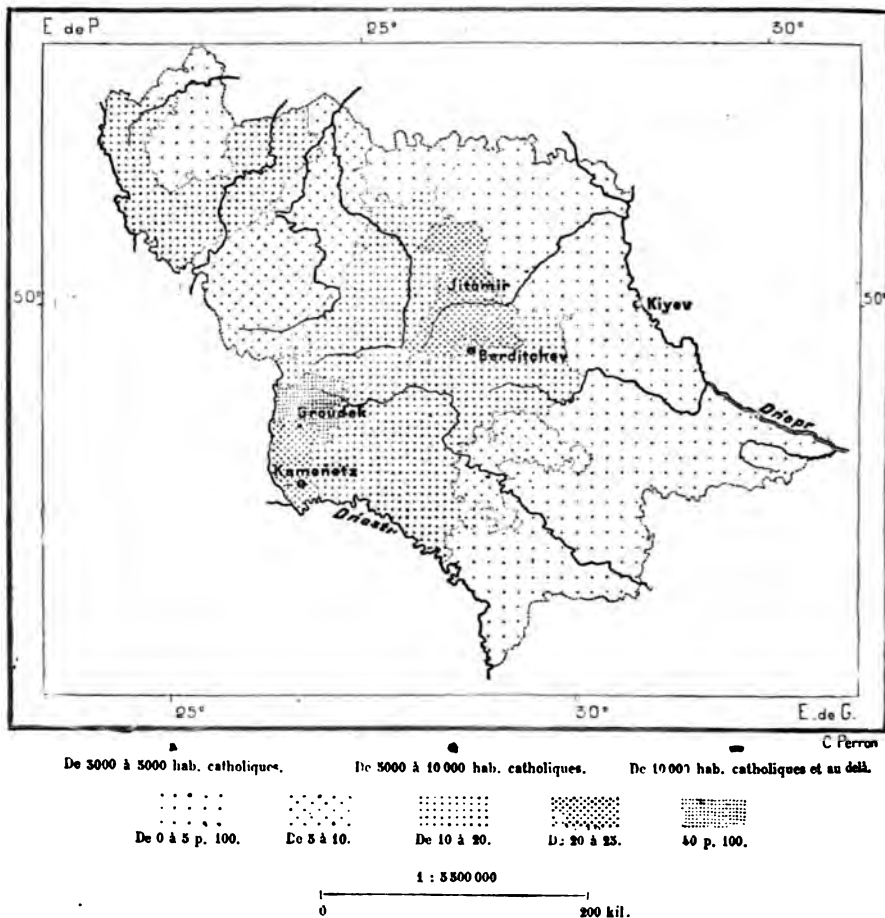 E de P. 25° 30°
Jitomir
50° Kiyev 50°
Berditchev
Groudek
Dniepr
Kameñetz
Dniestr
25° 30° E. de G.
C Perron
De 3000 à 5000 hab. catholiques. De 5000 à 10 000 hab. catholiques. De 10 000 hab. catholiques et au delà.
De 0 à 5 p. 100. De 5 à 10. De 10 à 20. De 20 à 25. 40 p. 100.
1 : 5 500 000
0 200 kil.